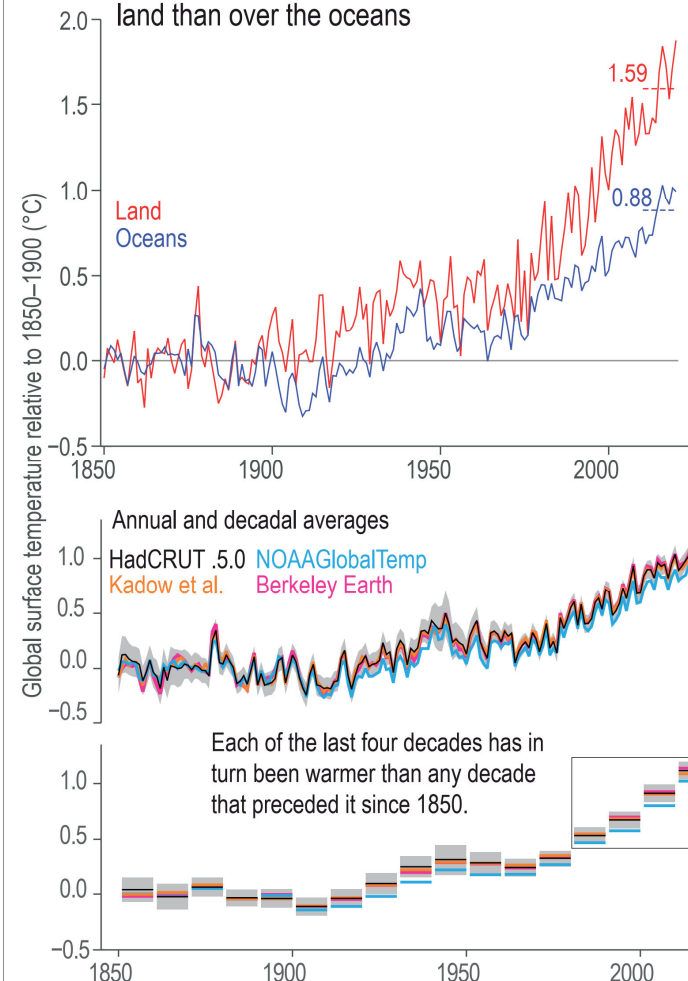 land than over the oceans
2.0
1.5
1.0
0.5
0.0
−0.5
1.59
0.88
Land
Oceans
1850 1900 1950 2000
Global surface temperature relative to 1850–1900 (°C)
Annual and decadal averages
HadCRUT .5.0 NOAAGlobalTemp
Kadow et al. Berkeley Earth
1.0
0.5
0.0
−0.5
Each of the last four decades has in
turn been warmer than any decade
that preceded it since 1850.
1.0
0.5
0.0
−0.5
1850 1900 1950 2000